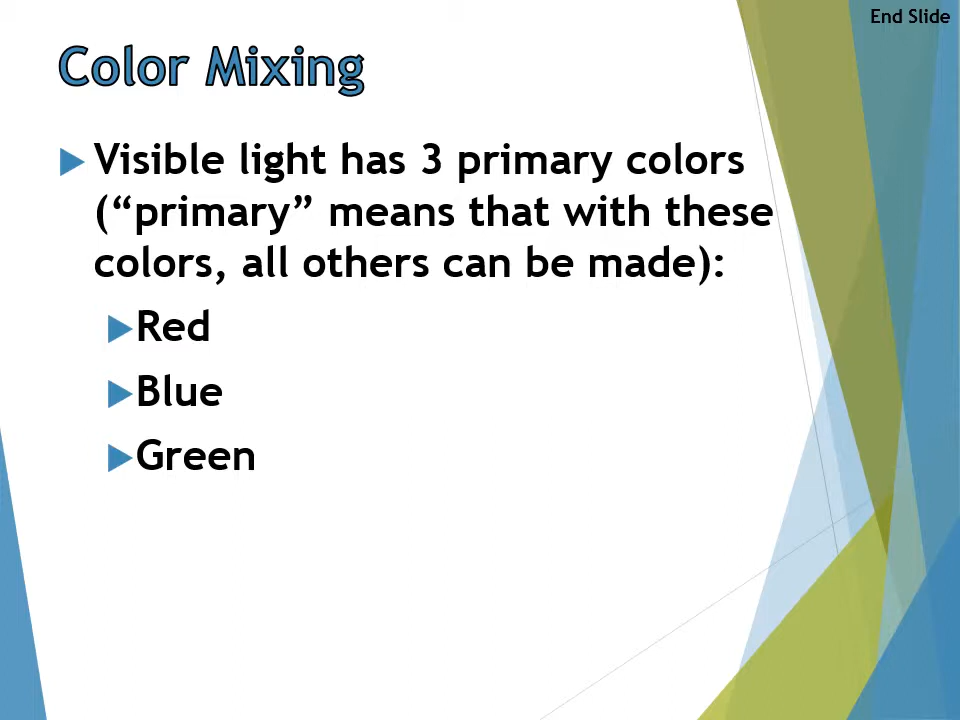 End Slide
Color Mixing
Visible light has 3 primary colors
(“primary” means that with these
colors, all others can be made):
Red
Blue
Green